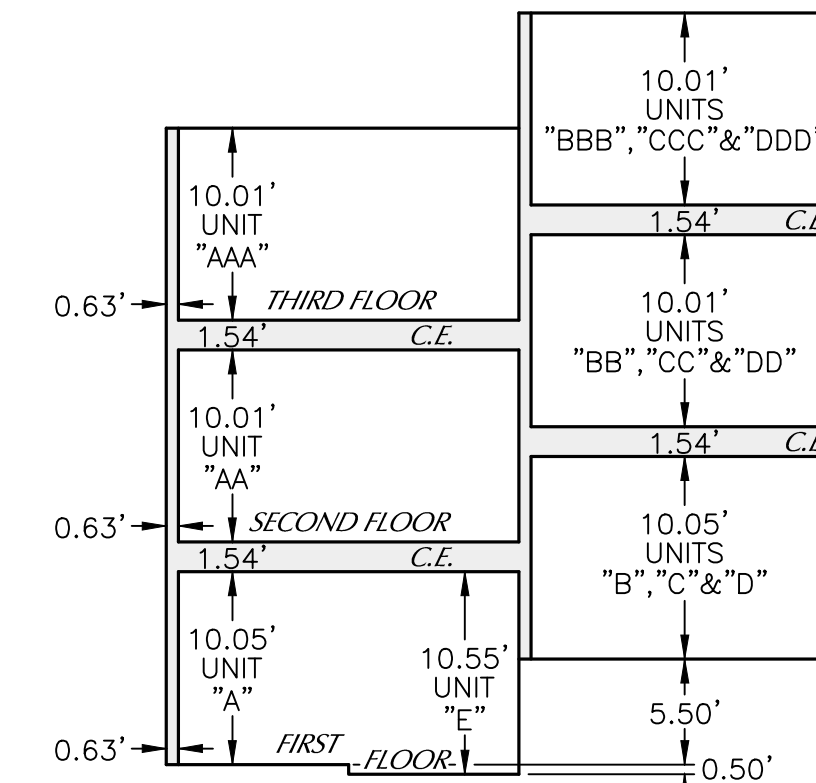 10.01'
UNITS
"BBB","CCC"&"DDD"
1.54' C.E
10.01'
UNIT
"AAA"
0.63'
THIRD FLOOR
1.54' C.E.
10.01'
UNITS
"BB","CC"&"DD"
1.54' C.E
10.01'
UNIT
"AA"
0.63'
SECOND FLOOR
1.54' C.E.
10.05'
UNITS
"B","C"&"D"
10.05'
UNIT
"A"
10.55'
UNIT
"E"
0.63'
FIRST FLOOR
5.50'
0.50'